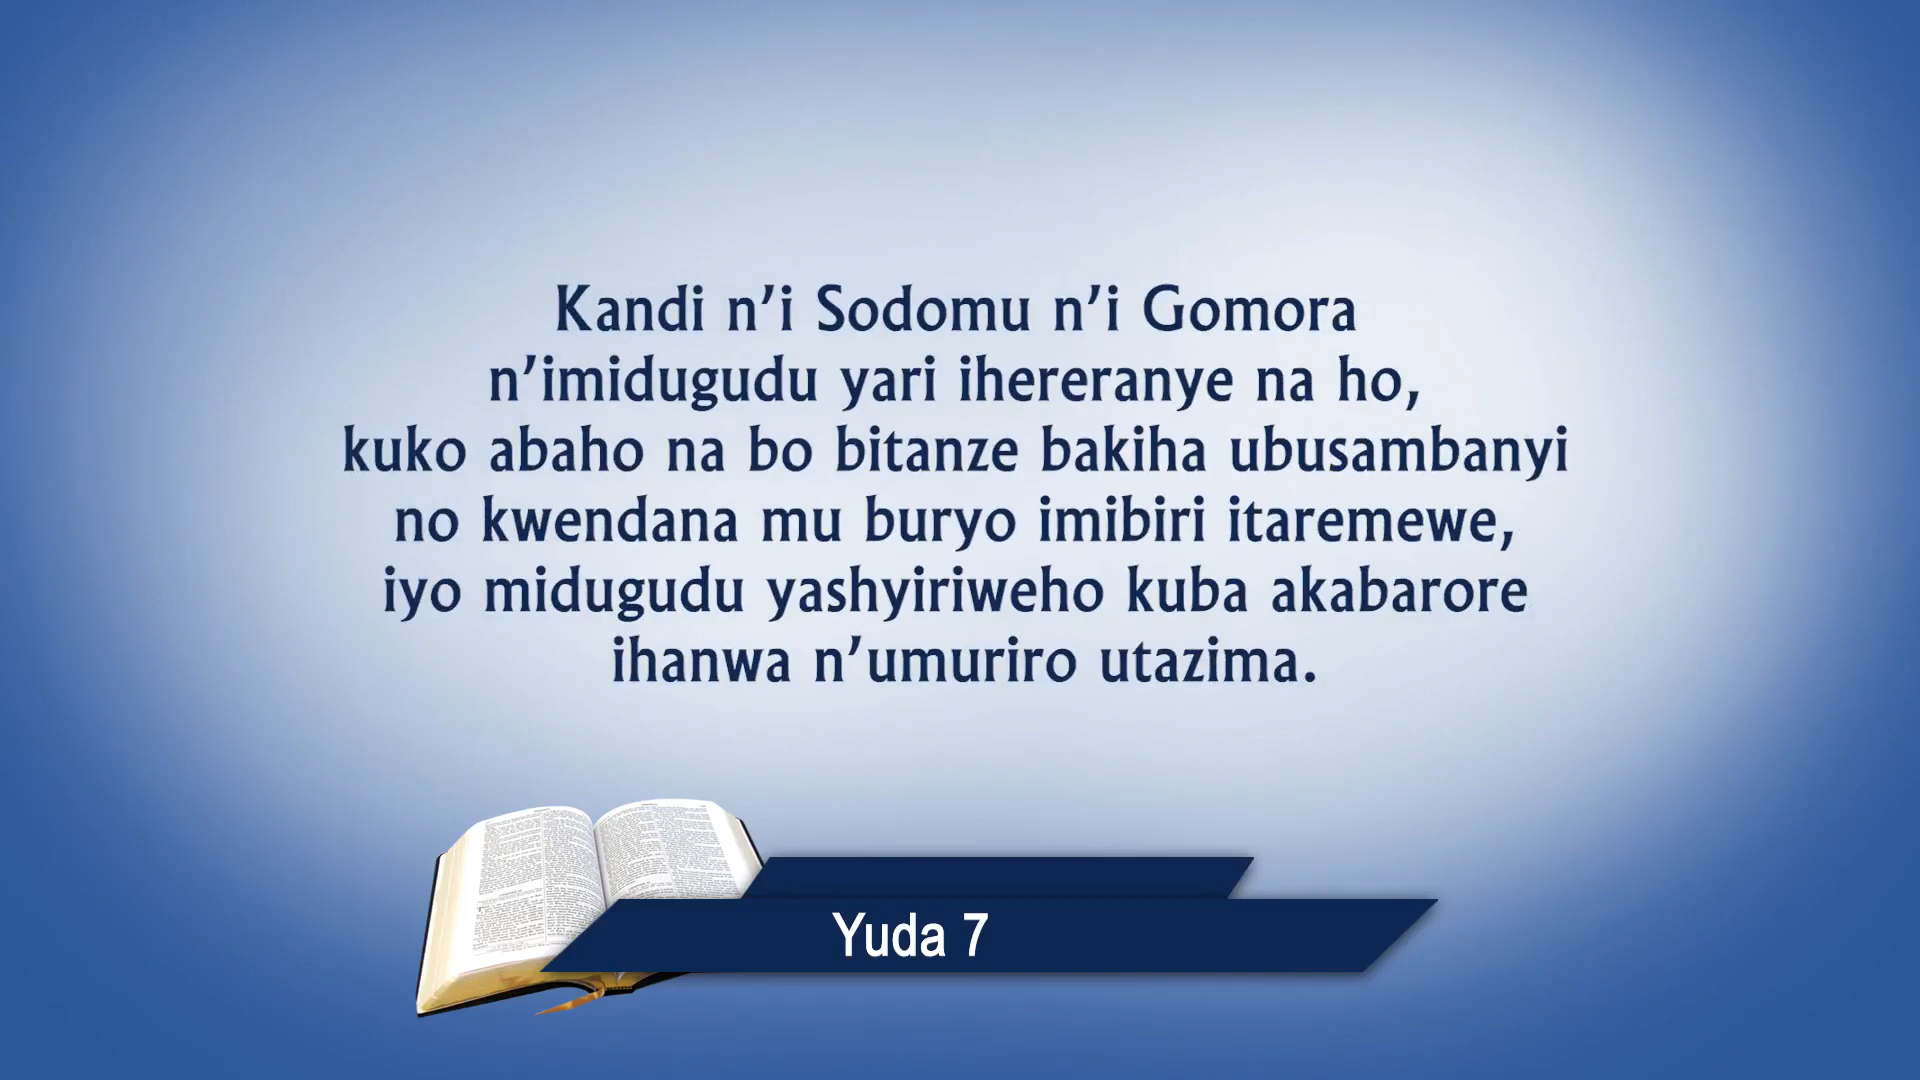 Kandi n’i Sodomu n’i Gomora
n’imidugudu yari ihereranye na ho,
kuko abaho na bo bitanze bakiha ubusambanyi
no kwendana mu buryo imibiri itaremewe,
iyo midugudu yashyiriweho kuba akabarore
ihanwa n’umuriro utazima.
Yuda 7